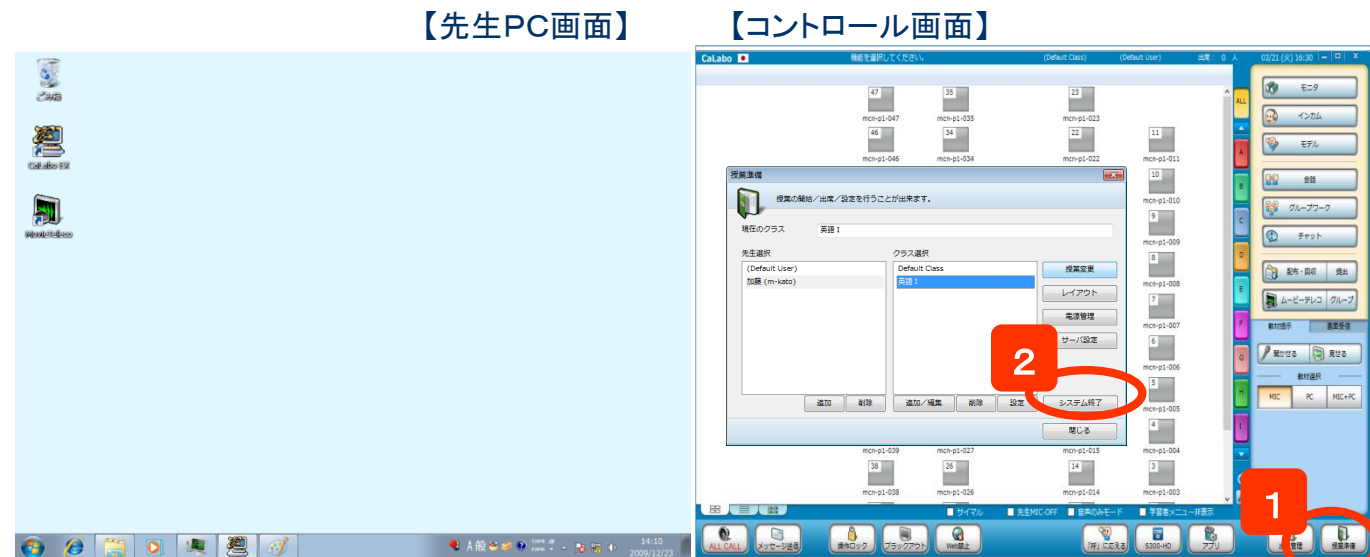 【先生PC画面】 【コントロール画面】
ごみ箱
CaLabo EX
MovieTeleco
A 般
14:10
2009/12/23
CaLabo 機能を選択してください。 (Default Class) (Default User) 出席: 0 人 03/21 (火) 16:30
47 35 23
mcn-p1-047 mcn-p1-035 mcn-p1-023
46 34 22 11
mcn-p1-046 mcn-p1-034 mcn-p1-022 mcn-p1-011
10
mcn-p1-010
9
mcn-p1-009
8
mcn-p1-008
7
mcn-p1-007
6
mcn-p1-006
5
mcn-p1-005
4
mcn-p1-039 mcn-p1-027 mcn-p1-015 mcn-p1-004
38 26 14 3
mcn-p1-038 mcn-p1-026 mcn-p1-014 mcn-p1-003
授業準備
授業の開始/出席/設定を行うことが出来ます。
現在のクラス 英語 I
先生選択 クラス選択
(Default User) Default Class
加藤 (m-kato) 英語 I
授業変更
レイアウト
電源管理
サーバ設定
2
追加 削除 追加/編集 削除 設定 システム終了
閉じる
ALL
A
B
C
D
E
F
G
H
I
モニタ
インカム
モデル
会話
グループワーク
チャット
配布・回収 提出
ムービーテレコ グループ
教材提示 画面受信
聞かせる 見せる
教材選択
MIC PC MIC+PC
1
サイマル 先生MIC-OFF 音声のみモード 学習者メニュー非表示
ALL CALL メッセージ送信 操作ロック ブラックアウト Web禁止 「呼」に応える S300-HD アプリ 授業準備